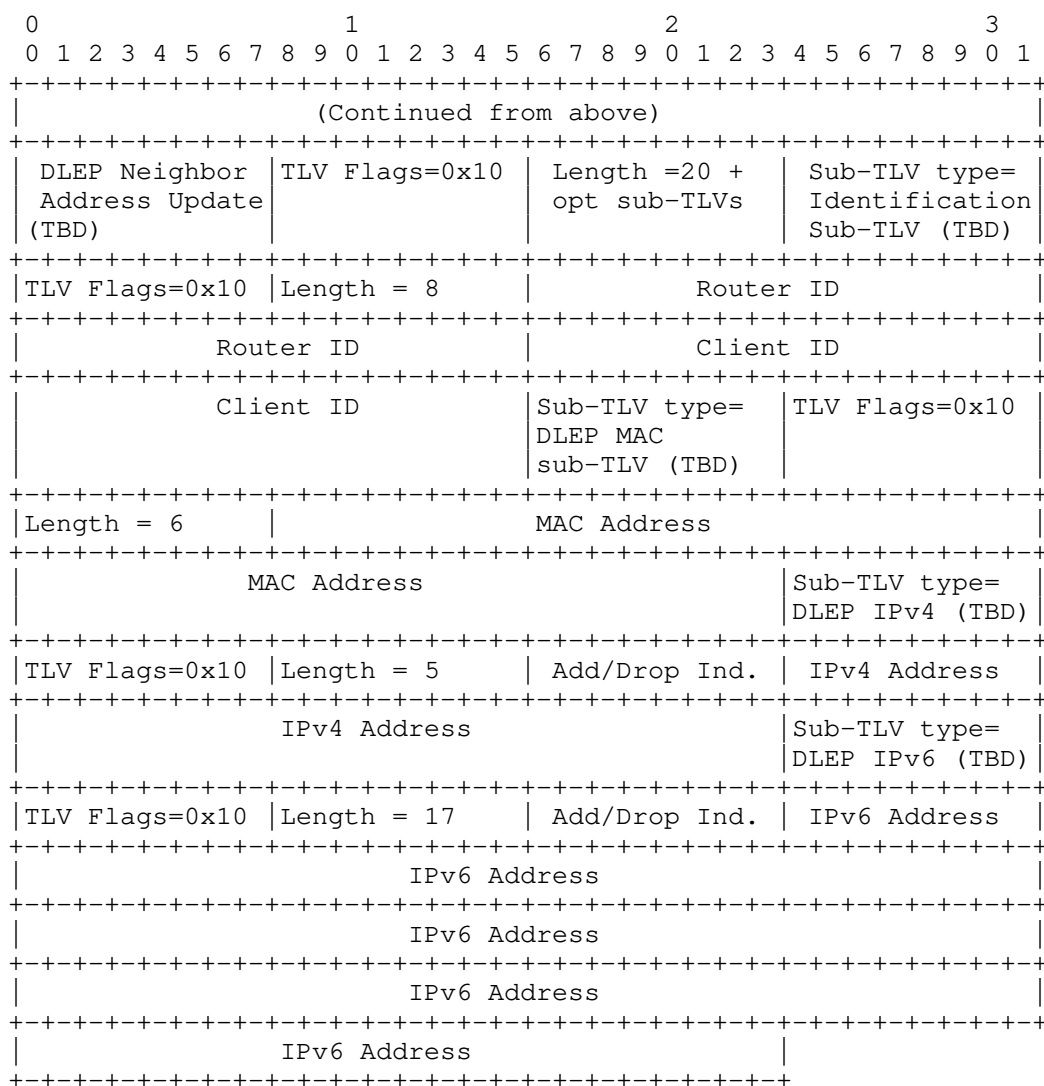 0                   1                   2                   3
 0 1 2 3 4 5 6 7 8 9 0 1 2 3 4 5 6 7 8 9 0 1 2 3 4 5 6 7 8 9 0 1
+-+-+-+-+-+-+-+-+-+-+-+-+-+-+-+-+-+-+-+-+-+-+-+-+-+-+-+-+-+-+-+-+
|                  (Continued from above)                       |
+-+-+-+-+-+-+-+-+-+-+-+-+-+-+-+-+-+-+-+-+-+-+-+-+-+-+-+-+-+-+-+-+
| DLEP Neighbor |TLV Flags=0x10 | Length =20 +  | Sub-TLV type= |
| Address Update|               | opt sub-TLVs  | Identification|
|(TBD)          |               |               | Sub-TLV (TBD) |
+-+-+-+-+-+-+-+-+-+-+-+-+-+-+-+-+-+-+-+-+-+-+-+-+-+-+-+-+-+-+-+-+
|TLV Flags=0x10 |Length = 8     |          Router ID            |
+-+-+-+-+-+-+-+-+-+-+-+-+-+-+-+-+-+-+-+-+-+-+-+-+-+-+-+-+-+-+-+-+
|            Router ID          |          Client ID            |
+-+-+-+-+-+-+-+-+-+-+-+-+-+-+-+-+-+-+-+-+-+-+-+-+-+-+-+-+-+-+-+-+
|            Client ID          |Sub-TLV type=  |TLV Flags=0x10 |
|                               |DLEP MAC       |               |
|                               |sub-TLV (TBD)  |               |
+-+-+-+-+-+-+-+-+-+-+-+-+-+-+-+-+-+-+-+-+-+-+-+-+-+-+-+-+-+-+-+-+
|Length = 6     |                MAC Address                    |
+-+-+-+-+-+-+-+-+-+-+-+-+-+-+-+-+-+-+-+-+-+-+-+-+-+-+-+-+-+-+-+-+
|              MAC Address                      |Sub-TLV type=  |
|                                               |DLEP IPv4 (TBD)|
+-+-+-+-+-+-+-+-+-+-+-+-+-+-+-+-+-+-+-+-+-+-+-+-+-+-+-+-+-+-+-+-+
|TLV Flags=0x10 |Length = 5     | Add/Drop Ind. | IPv4 Address  |
+-+-+-+-+-+-+-+-+-+-+-+-+-+-+-+-+-+-+-+-+-+-+-+-+-+-+-+-+-+-+-+-+
|                IPv4 Address                   |Sub-TLV type=  |
|                                               |DLEP IPv6 (TBD)|
+-+-+-+-+-+-+-+-+-+-+-+-+-+-+-+-+-+-+-+-+-+-+-+-+-+-+-+-+-+-+-+-+
|TLV Flags=0x10 |Length = 17    | Add/Drop Ind. | IPv6 Address  |
+-+-+-+-+-+-+-+-+-+-+-+-+-+-+-+-+-+-+-+-+-+-+-+-+-+-+-+-+-+-+-+-+
|                        IPv6 Address                           |
+-+-+-+-+-+-+-+-+-+-+-+-+-+-+-+-+-+-+-+-+-+-+-+-+-+-+-+-+-+-+-+-+
|                        IPv6 Address                           |
+-+-+-+-+-+-+-+-+-+-+-+-+-+-+-+-+-+-+-+-+-+-+-+-+-+-+-+-+-+-+-+-+
|                        IPv6 Address                           |
+-+-+-+-+-+-+-+-+-+-+-+-+-+-+-+-+-+-+-+-+-+-+-+-+-+-+-+-+-+-+-+-+
|                IPv6 Address                   |
+-+-+-+-+-+-+-+-+-+-+-+-+-+-+-+-+-+-+-+-+-+-+-+-+